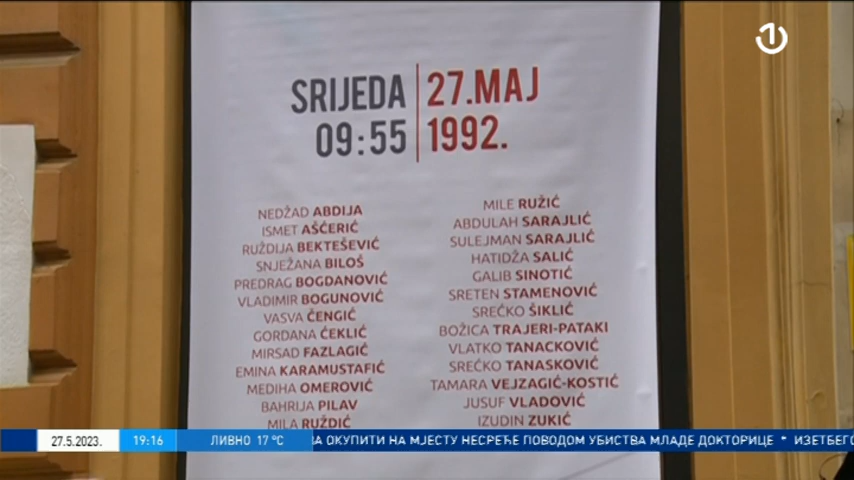 SRIJEDA
09:55
27.MAJ
1992.
NEDŽAD ABDIJA
ISMET AŠĆERIĆ
RUŽDIJA BEKTEŠEVIĆ
SNJEŽANA BILOŠ
PREDRAG BOGDANOVIĆ
VLADIMIR BOGUNOVIĆ
VASVA ČENGIĆ
GORDANA ČEKLIĆ
MIRSAD FAZLAGIĆ
EMINA KARAMUSTAFIĆ
MEDIHA OMEROVIĆ
BAHRIJA PILAV
MILA RUŽDIĆ
MILE RUŽIĆ
ABDULAH SARAJLIĆ
SULEJMAN SARAJLIĆ
HATIDŽA SALIĆ
GALIB SINOTIĆ
SRETEN STAMENOVIĆ
SREĆKO ŠIKLIĆ
BOŽICA TRAJERI-PATAKI
VLATKO TANACKOVIĆ
SREĆKO TANASKOVIĆ
TAMARA VEJZAGIĆ-KOSTIĆ
JUSUF VLADOVIĆ
IZUDIN ZUKIĆ
27.5.2023. 19:16 ЛИВНО 17°C ВА ОКУПИТИ НА МЈЕСТУ НЕСРЕЋЕ ПОВОДОМ УБИСТВА МЛАДЕ ДОКТОРИЦЕ * ИЗЕТБЕГО